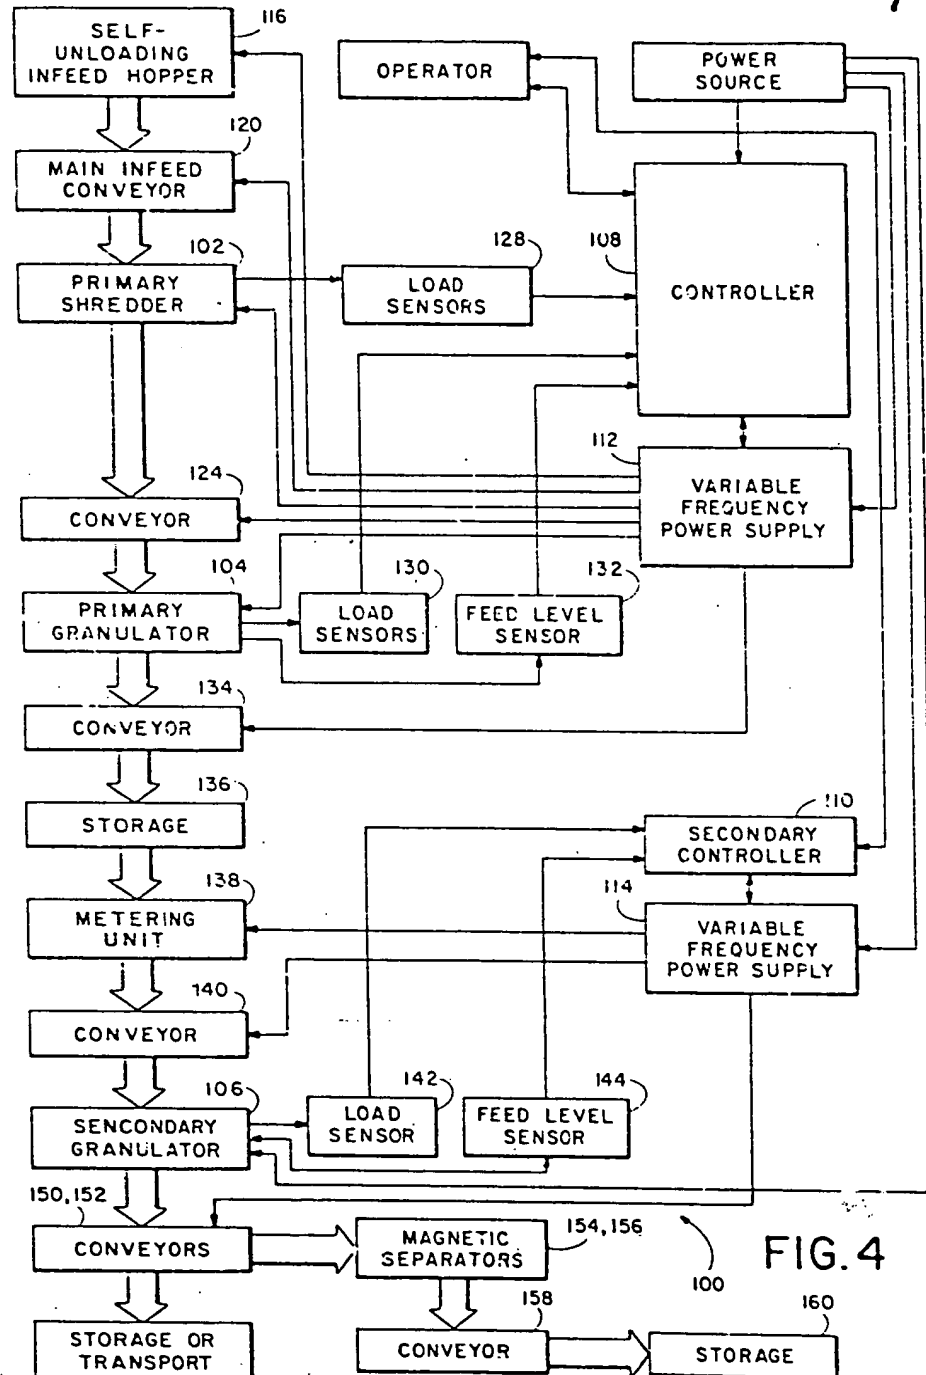 116
SELF-
UNLOADING
INFEED HOPPER
OPERATOR
POWER
SOURCE
120
MAIN INFEED
CONVEYOR
102
PRIMARY
SHREDDER
128
LOAD
SENSORS
108
CONTROLLER
124
CONVEYOR
112
VARIABLE
FREQUENCY
POWER SUPPLY
104
PRIMARY
GRANULATOR
130
LOAD
SENSORS
132
FEED LEVEL
SENSOR
134
CONVEYOR
136
STORAGE
110
SECONDARY
CONTROLLER
138
METERING
UNIT
114
VARIABLE
FREQUENCY
POWER SUPPLY
140
CONVEYOR
106
SENCONDARY
GRANULATOR
142
LOAD
SENSOR
144
FEED LEVEL
SENSOR
150,152
CONVEYORS
MAGNETIC
SEPARATORS
154,156
100
FIG. 4
STORAGE OR
TRANSPORT
158
CONVEYOR
160
STORAGE